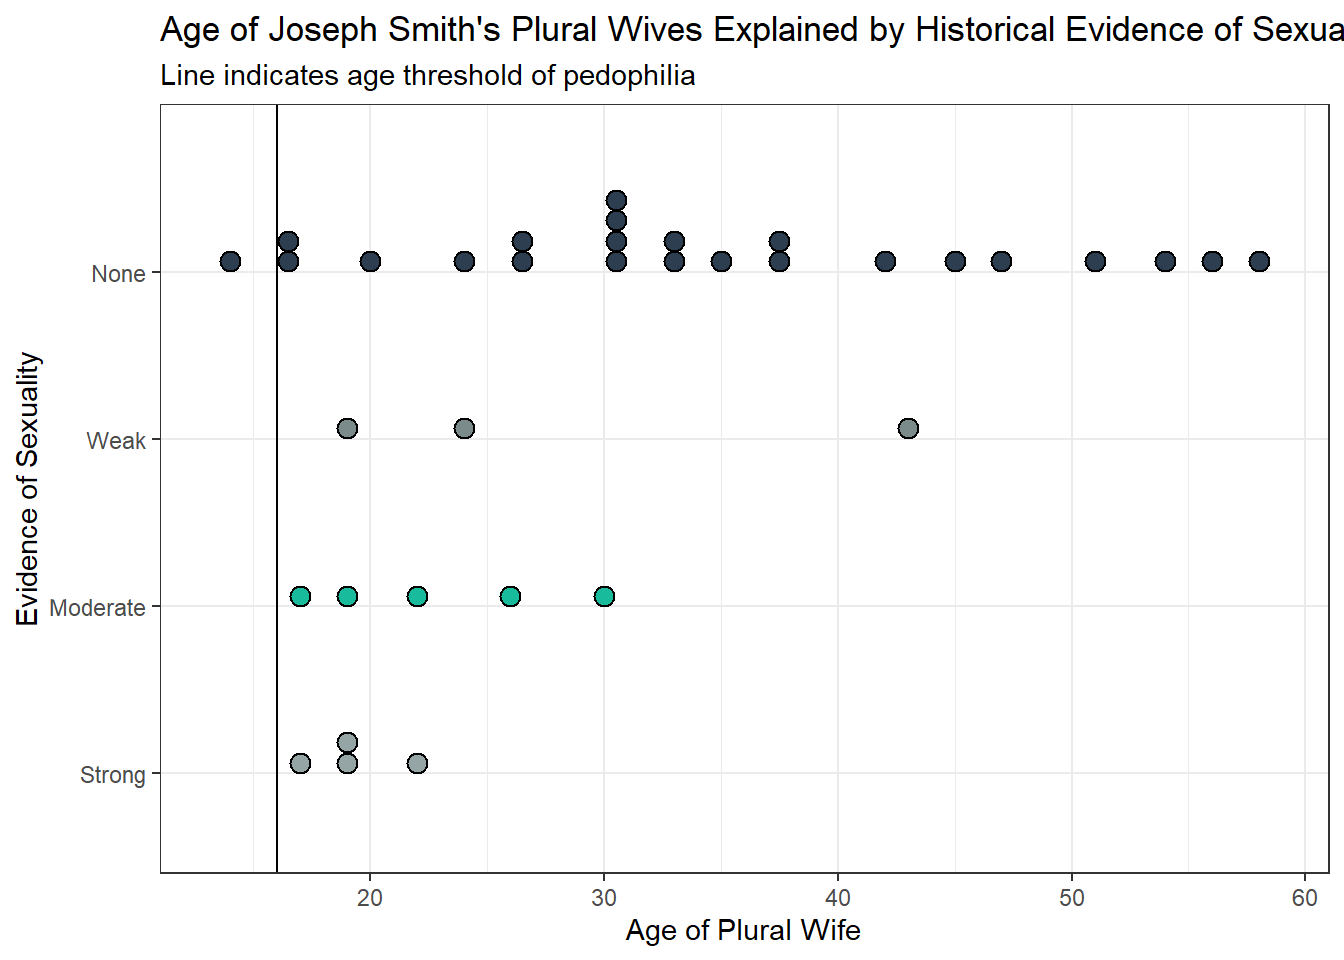 Age of Joseph Smith's Plural Wives Explained by Historical Evidence of Sexua
Line indicates age threshold of pedophilia
Evidence of Sexuality
None
Weak
Moderate
Strong
20 30 40 50 60
Age of Plural Wife